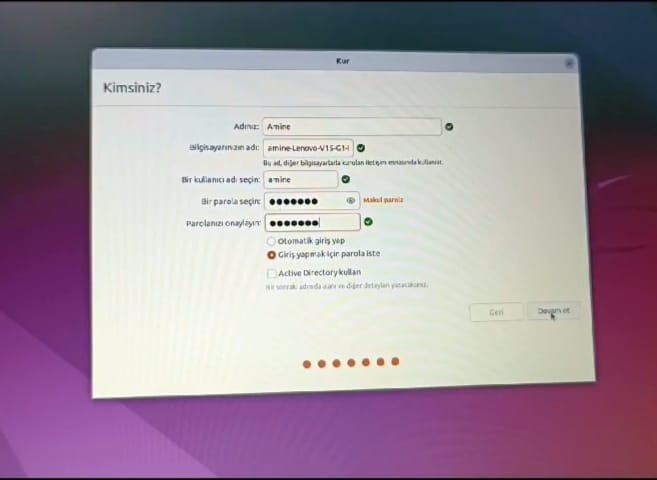 Kur
Kimsiniz?
Adınız: Amine
Bilgisayarınızın adı: amine-Lenovo-V15-G1-I
Bu ad, diğer bilgisayarlarla kurulan iletişim esnasında kullanılır.
Bir kullanıcı adı seçin: amine
Bir parola seçin: ●●●●●●● Makul parola
Parolanızı onaylayın: ●●●●●●●
Otomatik giriş yap
Giriş yapmak için parola iste
Active Directory kullan
Bir sonraki adımda alanı ve diğer detayları yazacaksınız.
Geri
Devam et